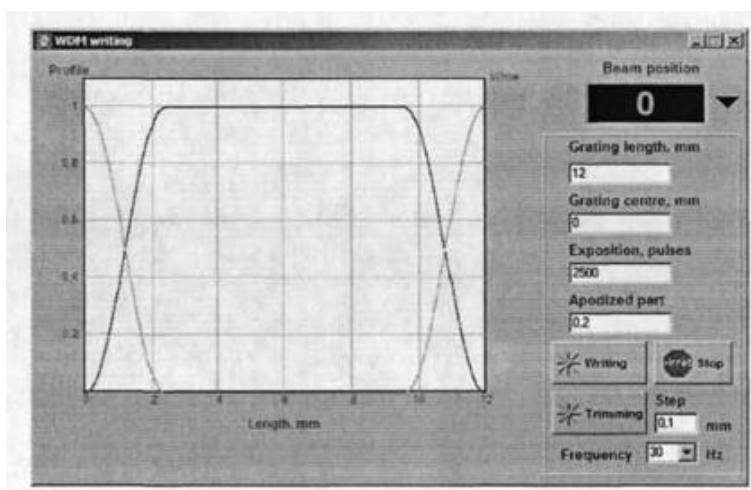 WDM writing
Profile
Beam position
0
Grating length, mm
12
Grating centre, mm
0
Exposition, pulses
2500
Apodized part
0.2
Writing
Stop
Trimming
Step
0,1 mm
Frequency 30 Hz
1
0,8
0,6
0,4
0,2
0 2 4 6 8 10 12
Length, mm